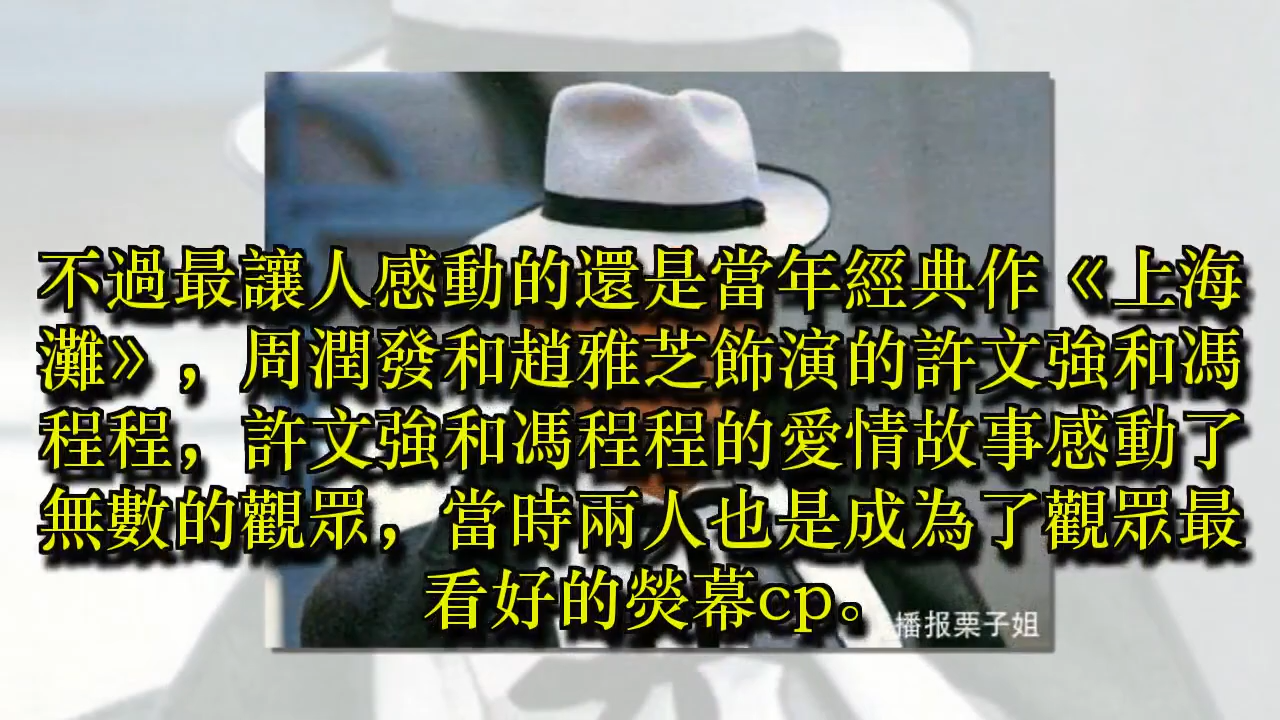 不過最讓人感動的還是當年經典作《上海
灘》，周潤發和趙雅芝飾演的許文強和馮
程程，許文強和馮程程的愛情故事感動了
無數的觀眾，當時兩人也是成為了觀眾最
看好的熒幕cp。
播报栗子姐